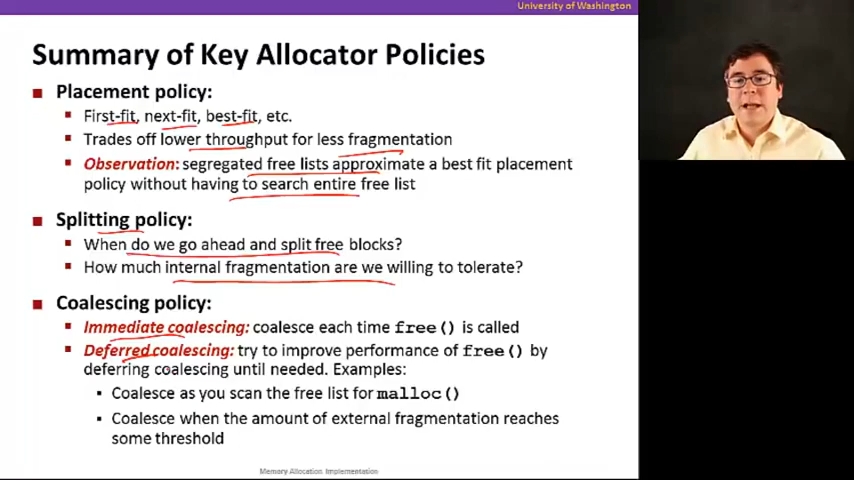 University of Washington
Summary of Key Allocator Policies
Placement policy:
First-fit, next-fit, best-fit, etc.
Trades off lower throughput for less fragmentation
Observation: segregated free lists approximate a best fit placement
policy without having to search entire free list
Splitting policy:
When do we go ahead and split free blocks?
How much internal fragmentation are we willing to tolerate?
Coalescing policy:
Immediate coalescing: coalesce each time free() is called
Deferred coalescing: try to improve performance of free() by
deferring coalescing until needed. Examples:
Coalesce as you scan the free list for malloc()
Coalesce when the amount of external fragmentation reaches
some threshold
Memory Allocation Implementation